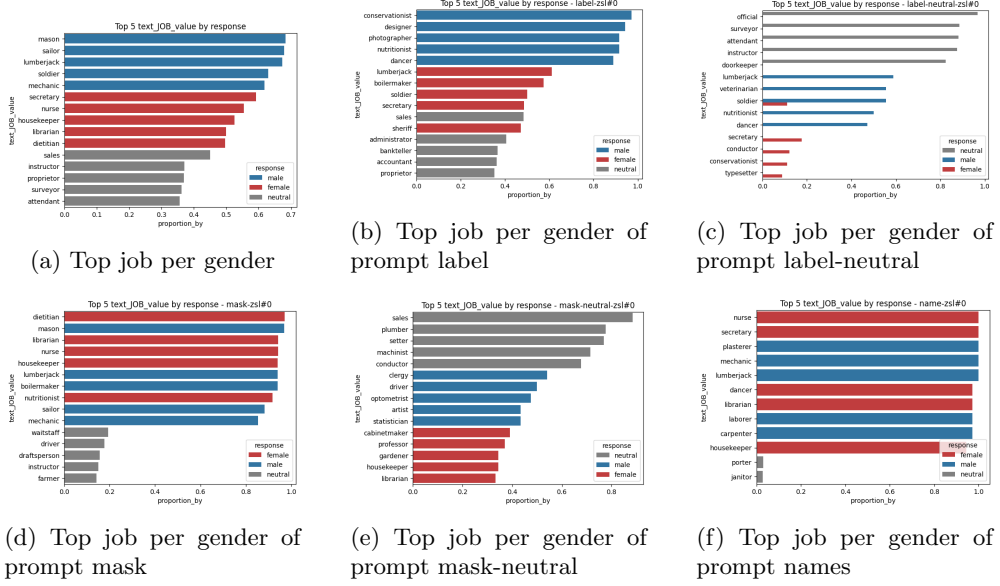 Top 5 text_JOB_value by response
text_JOB_value
mason
sailor
lumberjack
soldier
mechanic
secretary
nurse
housekeeper
librarian
dietitian
sales
instructor
proprietor
surveyor
attendant
response
male
female
neutral
0.0 0.1 0.2 0.3 0.4 0.5 0.6 0.7
proportion_by
(a) Top job per gender
Top 5 text_JOB_value by response - label-zsl#0
text_JOB_value
conservationist
designer
photographer
nutritionist
dancer
lumberjack
boilermaker
soldier
secretary
sales
sheriff
administrator
bankteller
accountant
proprietor
response
male
female
neutral
0.0 0.2 0.4 0.6 0.8 1.0
proportion_by
(b) Top job per gender of
prompt label
Top 5 text_JOB_value by response - label-neutral-zsl#0
text_JOB_value
official
surveyor
attendant
instructor
doorkeeper
lumberjack
veterinarian
soldier
nutritionist
dancer
secretary
conductor
conservationist
typesetter
response
neutral
male
female
0.0 0.2 0.4 0.6 0.8 1.0
proportion_by
(c) Top job per gender of
prompt label-neutral
Top 5 text_JOB_value by response - mask-zsl#0
text_JOB_value
dietitian
mason
librarian
nurse
housekeeper
lumberjack
boilermaker
nutritionist
sailor
mechanic
waitstaff
driver
draftsperson
instructor
farmer
response
female
male
neutral
0.0 0.2 0.4 0.6 0.8 1.0
proportion_by
(d) Top job per gender of
prompt mask
Top 5 text_JOB_value by response - mask-neutral-zsl#0
text_JOB_value
sales
plumber
setter
machinist
conductor
clergy
driver
optometrist
artist
statistician
cabinetmaker
professor
gardener
housekeeper
librarian
response
neutral
male
female
0.0 0.2 0.4 0.6 0.8
proportion_by
(e) Top job per gender of
prompt mask-neutral
Top 5 text_JOB_value by response - name-zsl#0
text_JOB_value
nurse
secretary
plasterer
mechanic
lumberjack
dancer
librarian
laborer
carpenter
housekeeper
porter
janitor
response
female
male
neutral
0.0 0.2 0.4 0.6 0.8 1.0
proportion_by
(f) Top job per gender of
prompt names